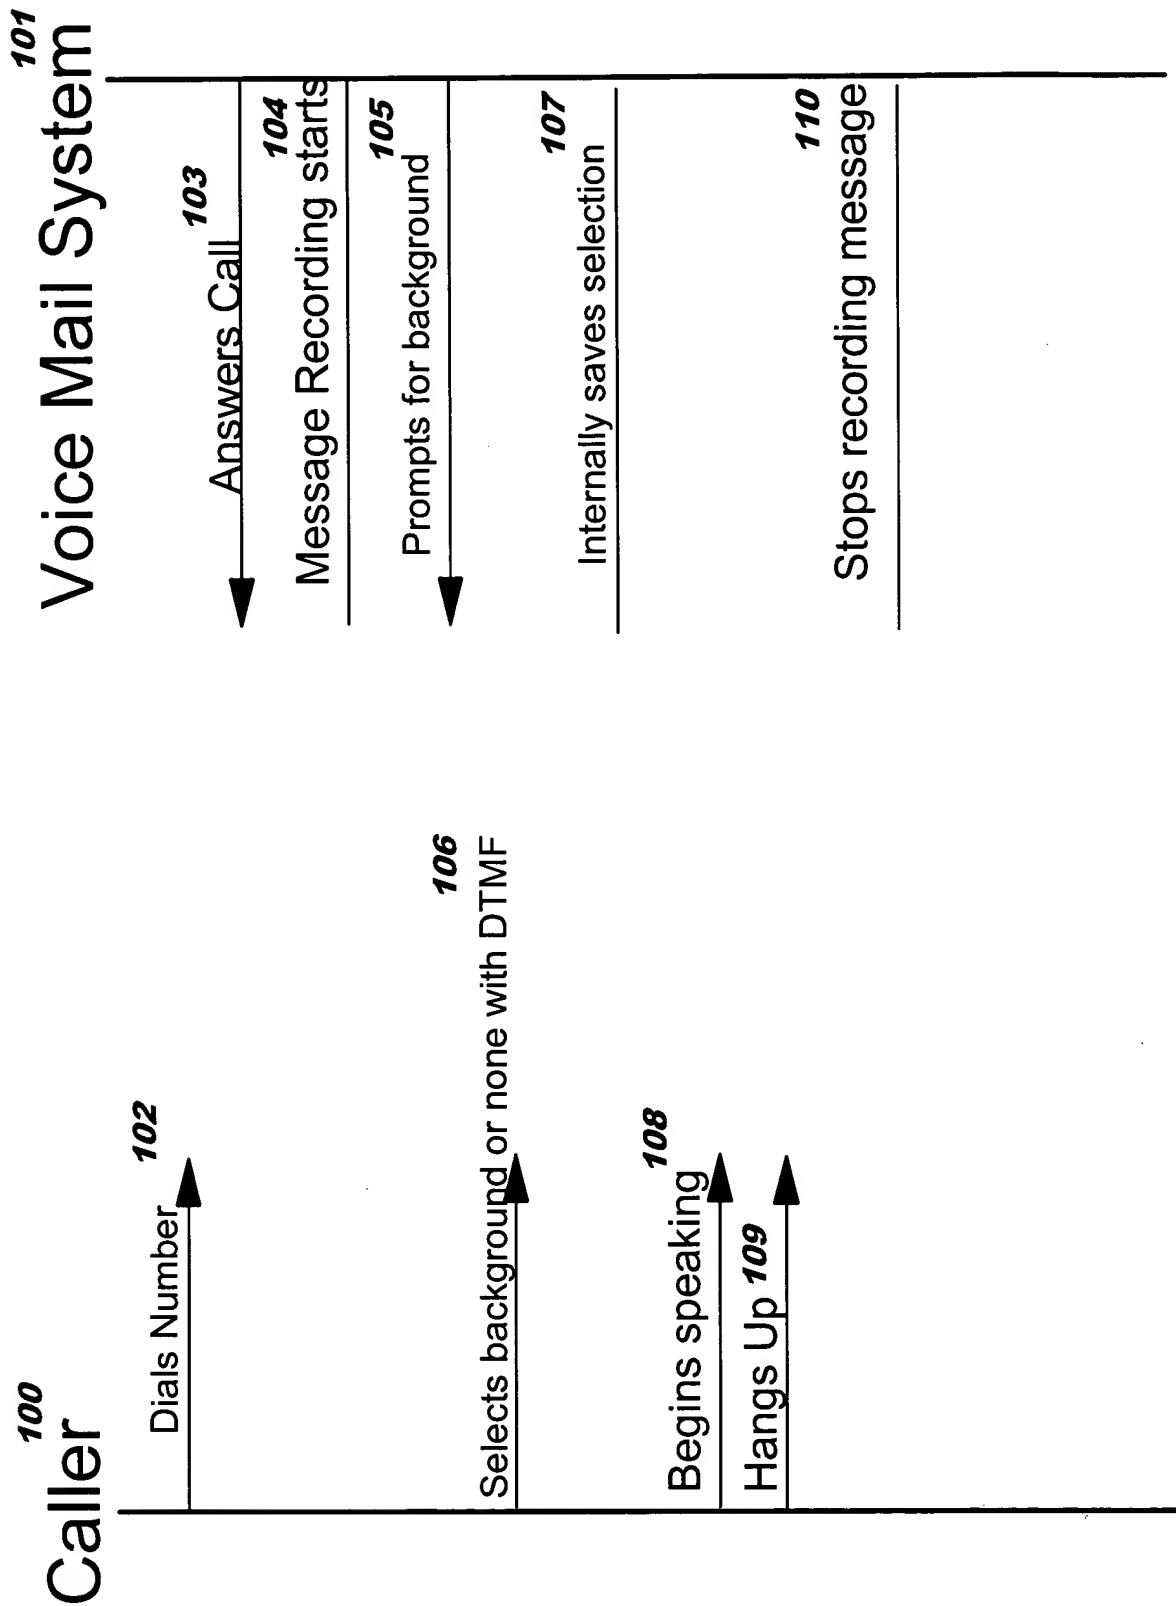 100
Caller
101
Voice Mail System
102
Dials Number
103
Answers Call
104
Message Recording starts
105
Prompts for background
106
Selects background or none with DTMF
107
Internally saves selection
108
Begins speaking
Hangs Up 109
110
Stops recording message